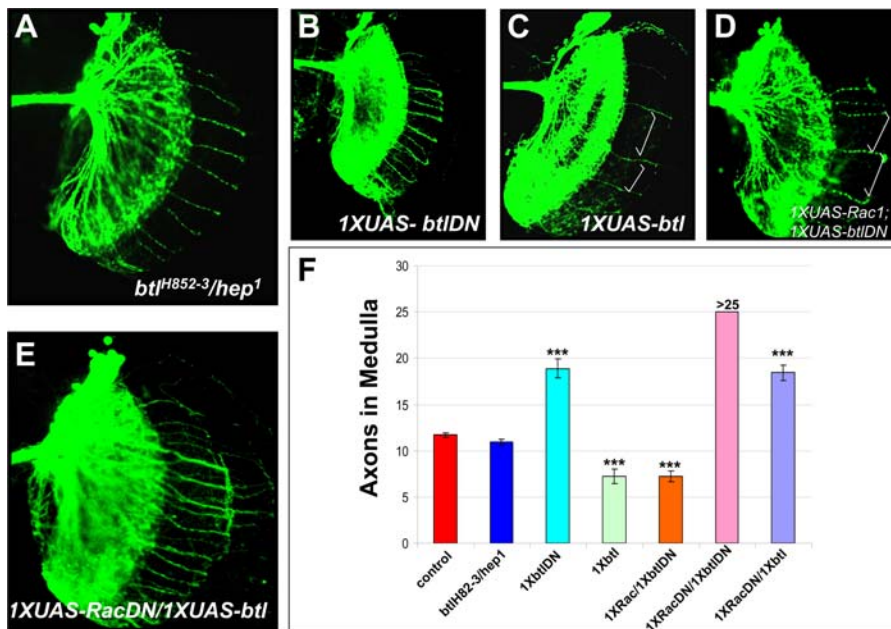 A
btl^H852-3/hep^1
B
1XUAS- btlDN
C
1XUAS-btl
D
1XUAS-Rac1;
1XUAS-btlDN
E
1XUAS-RacDN/1XUAS-btl
F
Axons in Medulla
30
25
20
15
10
5
0
***
***
***
>25
***
control
btlH82-3/hep1
1XbtlDN
1Xbtl
1XRac/1XbtlDN
1XRacDN/1XbtlDN
1XRacDN/1Xbtl